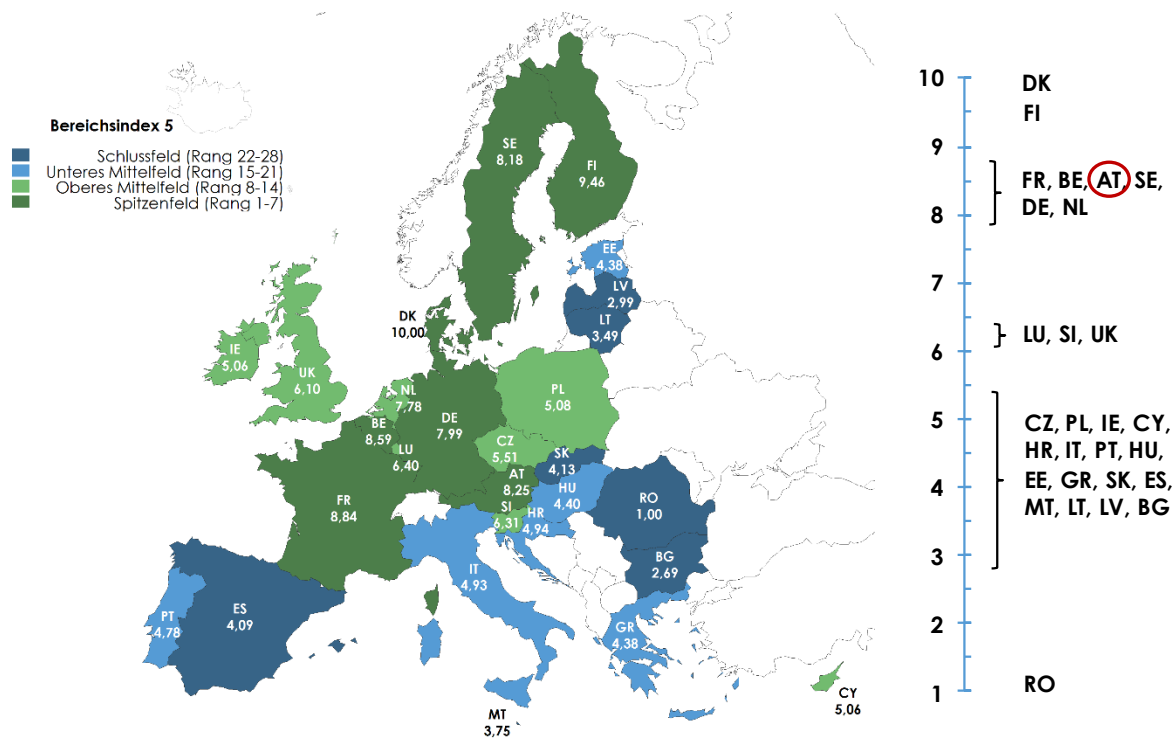 Bereichsindex 5
Schlussfeld (Rang 22-28)
Unteres Mittelfeld (Rang 15-21)
Oberes Mittelfeld (Rang 8-14)
Spitzenfeld (Rang 1-7)
SE
8,18
FI
9,46
EE
4,38
LV
2,99
LT
3,49
DK
10,00
IE
5,06
UK
6,10
NL
7,78
BE
8,59
LU
6,40
DE
7,99
PL
5,08
CZ
5,51
SK
4,13
AT
8,25
HU
4,40
SI
6,31
HR
4,94
RO
1,00
BG
2,69
FR
8,84
IT
4,93
ES
4,09
PT
4,78
GR
4,38
MT
3,75
CY
5,06
10
9
8
7
6
5
4
3
2
1
DK
FI
FR, BE, AT, SE,
DE, NL
LU, SI, UK
CZ, PL, IE, CY,
HR, IT, PT, HU,
EE, GR, SK, ES,
MT, LT, LV, BG
RO